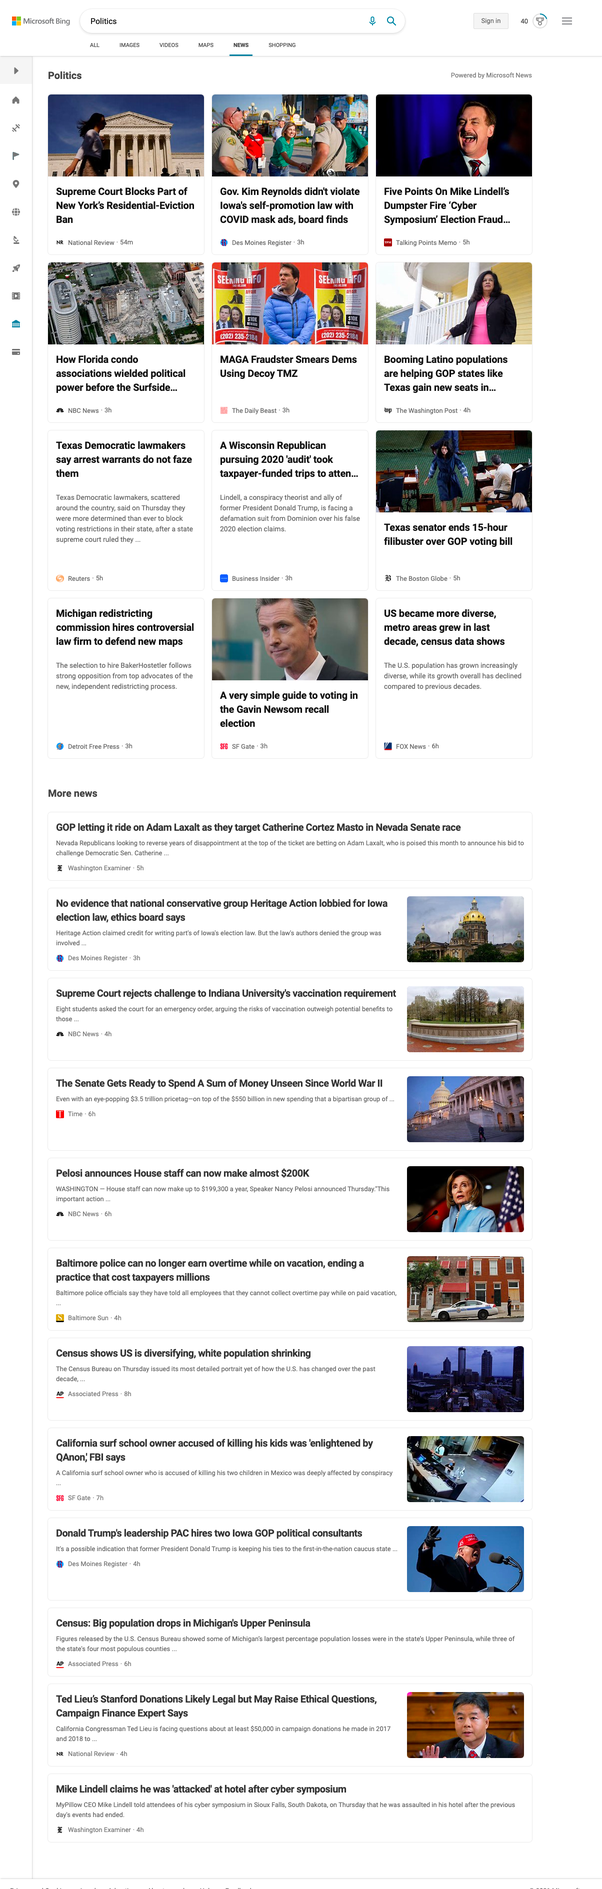 Microsoft Bing
Politics
Sign in
40
ALL
IMAGES
VIDEOS
MAPS
NEWS
SHOPPING
Politics
Powered by Microsoft News
Supreme Court Blocks Part of
New York's Residential-Eviction
Ban
NR National Review · 54m
Gov. Kim Reynolds didn't violate
Iowa's self-promotion law with
COVID mask ads, board finds
Des Moines Register · 3h
Five Points On Mike Lindell's
Dumpster Fire 'Cyber
Symposium' Election Fraud...
Talking Points Memo · 5h
How Florida condo
associations wielded political
power before the Surfside...
NBC News · 3h
SEEKING INFO
SEEKING INFO
(202) 235-2
(202) 235-2
MAGA Fraudster Smears Dems
Using Decoy TMZ
The Daily Beast · 3h
Booming Latino populations
are helping GOP states like
Texas gain new seats in...
wp The Washington Post · 4h
Texas Democratic lawmakers
say arrest warrants do not faze
them
Texas Democratic lawmakers, scattered
around the country, said on Thursday they
were more determined than ever to block
voting restrictions in their state, after a state
supreme court ruled they ...
Reuters · 5h
A Wisconsin Republican
pursuing 2020 'audit' took
taxpayer-funded trips to atten...
Lindell, a conspiracy theorist and ally of
former President Donald Trump, is facing a
defamation suit from Dominion over his false
2020 election claims.
Business Insider · 3h
Texas senator ends 15-hour
filibuster over GOP voting bill
B The Boston Globe · 5h
Michigan redistricting
commission hires controversial
law firm to defend new maps
The selection to hire BakerHostetler follows
strong opposition from top advocates of the
new, independent redistricting process.
Detroit Free Press · 3h
A very simple guide to voting in
the Gavin Newsom recall
election
SF Gate · 3h
US became more diverse,
metro areas grew in last
decade, census data shows
The U.S. population has grown increasingly
diverse, while its growth overall has declined
compared to previous decades.
FOX News · 6h
More news
GOP letting it ride on Adam Laxalt as they target Catherine Cortez Masto in Nevada Senate race
Nevada Republicans looking to reverse years of disappointment at the top of the ticket are betting on Adam Laxalt, who is poised this month to announce his bid to
challenge Democratic Sen. Catherine ...
Washington Examiner · 5h
No evidence that national conservative group Heritage Action lobbied for Iowa
election law, ethics board says
Heritage Action claimed credit for writing part's of Iowa's election law. But the law's authors denied the group was
involved ...
Des Moines Register · 3h
Supreme Court rejects challenge to Indiana University's vaccination requirement
Eight students asked the court for an emergency order, arguing the risks of vaccination outweigh potential benefits to
those ...
NBC News · 4h
The Senate Gets Ready to Spend A Sum of Money Unseen Since World War II
Even with an eye-popping $3.5 trillion pricetag—on top of the $550 billion in new spending that a bipartisan group of ...
Time · 6h
Pelosi announces House staff can now make almost $200K
WASHINGTON — House staff can now make up to $199,300 a year, Speaker Nancy Pelosi announced Thursday."This
important action ...
NBC News · 6h
Baltimore police can no longer earn overtime while on vacation, ending a
practice that cost taxpayers millions
Baltimore police officials say they have told all employees that they cannot collect overtime pay while on paid vacation,
...
Baltimore Sun · 4h
Census shows US is diversifying, white population shrinking
The Census Bureau on Thursday issued its most detailed portrait yet of how the U.S. has changed over the past
decade, ...
AP Associated Press · 8h
California surf school owner accused of killing his kids was 'enlightened by
QAnon,' FBI says
A California surf school owner who is accused of killing his two children in Mexico was deeply affected by conspiracy
...
SF Gate · 7h
Donald Trump's leadership PAC hires two Iowa GOP political consultants
It's a possible indication that former President Donald Trump is keeping his ties to the first-in-the-nation caucus state ...
Des Moines Register · 4h
Census: Big population drops in Michigan's Upper Peninsula
Figures released by the U.S. Census Bureau showed some of Michigan's largest percentage population losses were in the state's Upper Peninsula, while three of
the state's four most populous counties ...
AP Associated Press · 6h
Ted Lieu's Stanford Donations Likely Legal but May Raise Ethical Questions,
Campaign Finance Expert Says
California Congressman Ted Lieu is facing questions about at least $50,000 in campaign donations he made in 2017
and 2018 to ...
NR National Review · 4h
Mike Lindell claims he was 'attacked' at hotel after cyber symposium
MyPillow CEO Mike Lindell told attendees of his cyber symposium in Sioux Falls, South Dakota, on Thursday that he was assaulted in his hotel after the previous
day's events had ended.
Washington Examiner · 4h